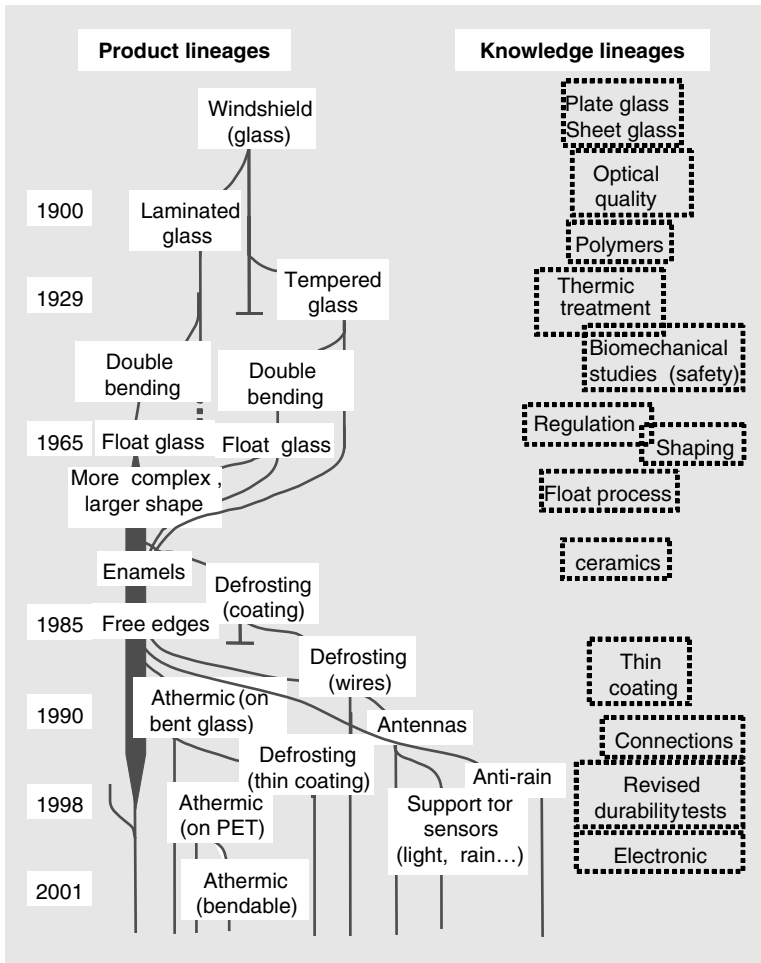 Product lineages
Knowledge lineages
Windshield
(glass)
Plate glass
Sheet glass
Optical
quality
1900
Laminated
glass
Polymers
Tempered
glass
1929
Thermic
treatment
Double
bending
Double
bending
Biomechanical
studies (safety)
Regulation
1965
Float glass
Float glass
Shaping
More complex ,
larger shape
Float process
Enamels
ceramics
Defrosting
(coating)
1985
Free edges
Defrosting
(wires)
Thin
coating
1990
Athermic (on
bent glass)
Antennas
Connections
Defrosting
(thin coating)
Anti-rain
Revised
durability tests
1998
Athermic
(on PET)
Support for
sensors
(light, rain...)
Electronic
2001
Athermic
(bendable)